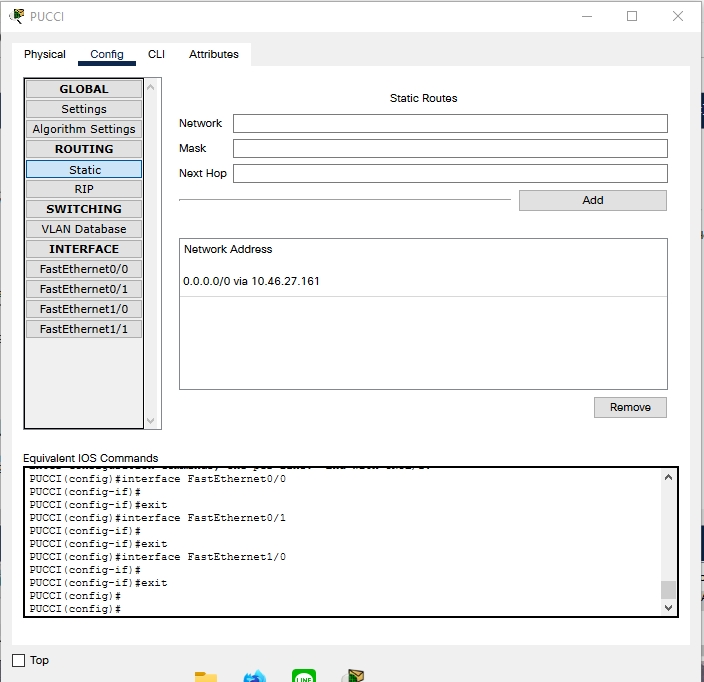 PUCCI
Physical Config CLI Attributes
GLOBAL
Settings
Algorithm Settings
ROUTING
Static
RIP
SWITCHING
VLAN Database
INTERFACE
FastEthernet0/0
FastEthernet0/1
FastEthernet1/0
FastEthernet1/1
Static Routes
Network
Mask
Next Hop
Add
Network Address
0.0.0.0/0 via 10.46.27.161
Remove
Equivalent IOS Commands
PUCCI(config)#interface FastEthernet0/0
PUCCI(config-if)#
PUCCI(config-if)#exit
PUCCI(config)#interface FastEthernet0/1
PUCCI(config-if)#
PUCCI(config-if)#exit
PUCCI(config)#interface FastEthernet1/0
PUCCI(config-if)#
PUCCI(config-if)#exit
PUCCI(config)#
PUCCI(config)#
Top
LINE